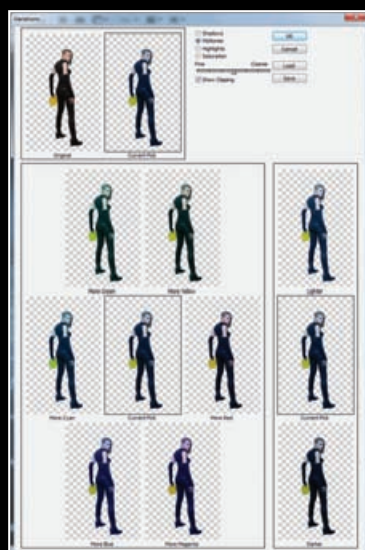 Variations
Shadows
Midtones
Highlights
Saturation
Fine Coarse
Show Clipping
OK
Cancel
Load
Save
Original Current Pick
More Green More Yellow
Lighter
More Cyan Current Pick More Red
Current Pick
More Blue More Magenta
Darker